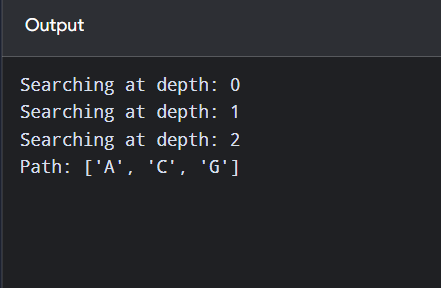 Output
Searching at depth: 0
Searching at depth: 1
Searching at depth: 2
Path: ['A', 'C', 'G']